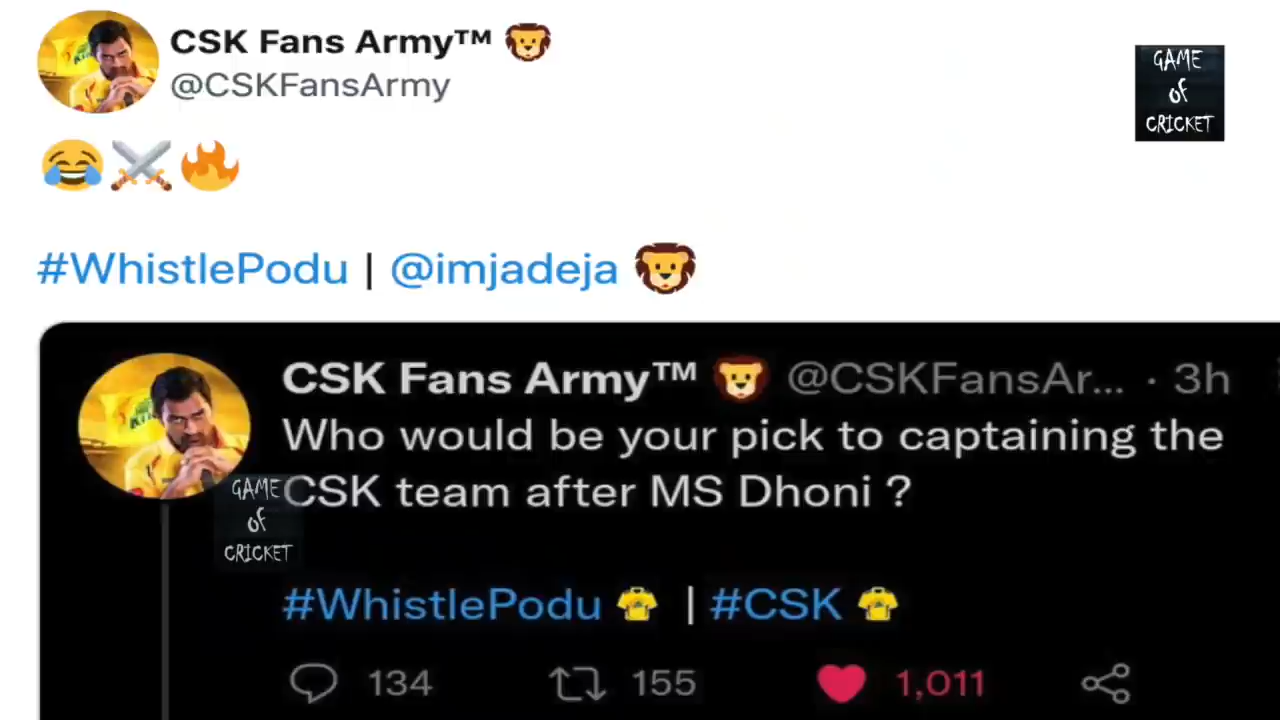 CSK Fans Army™ 🦁
@CSKFansArmy
GAME
of
CRICKET
😂⚔️🔥
#WhistlePodu | @imjadeja 🦁
CSK Fans Army™ 🦁 @CSKFansAr... · 3h
Who would be your pick to captaining the
CSK team after MS Dhoni ?
GAME
of
CRICKET
#WhistlePodu | #CSK
134 155 1,011